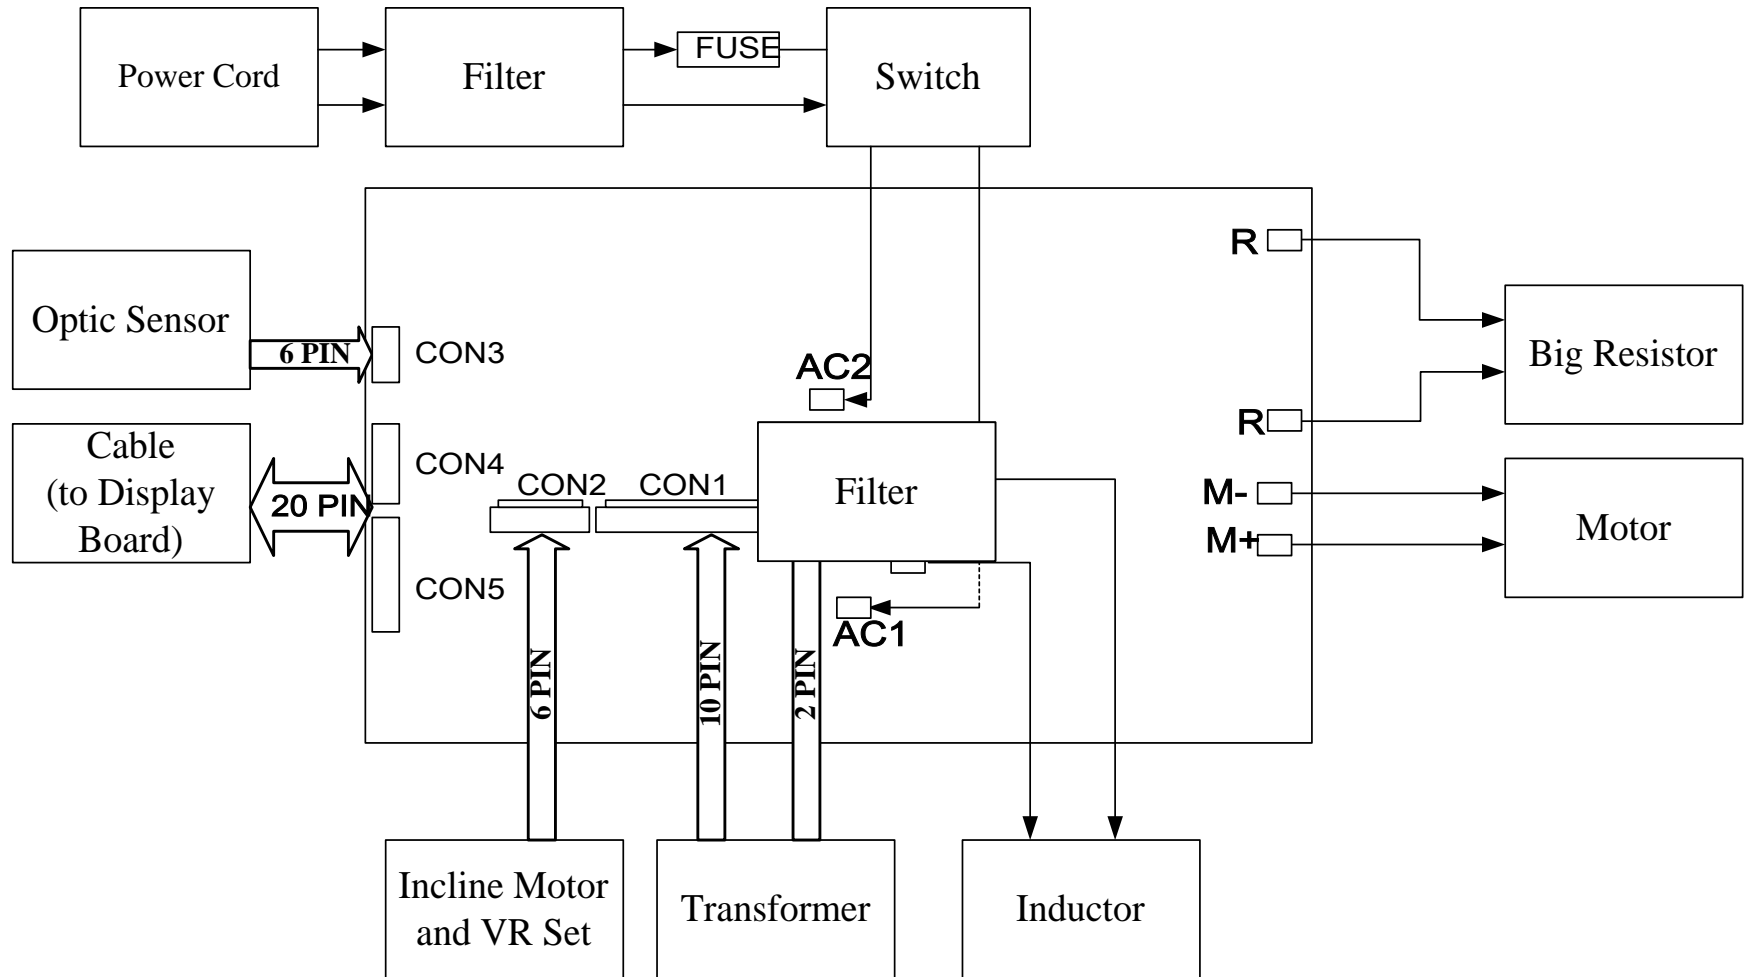 Power Cord
Filter
FUSE
Switch
R
Optic Sensor
6 PIN
CON3
AC2
Big Resistor
R
Cable
(to Display
Board)
20 PIN
CON4
CON2
CON1
Filter
M-
M+
Motor
CON5
AC1
6 PIN
10 PIN
2 PIN
Incline Motor
and VR Set
Transformer
Inductor